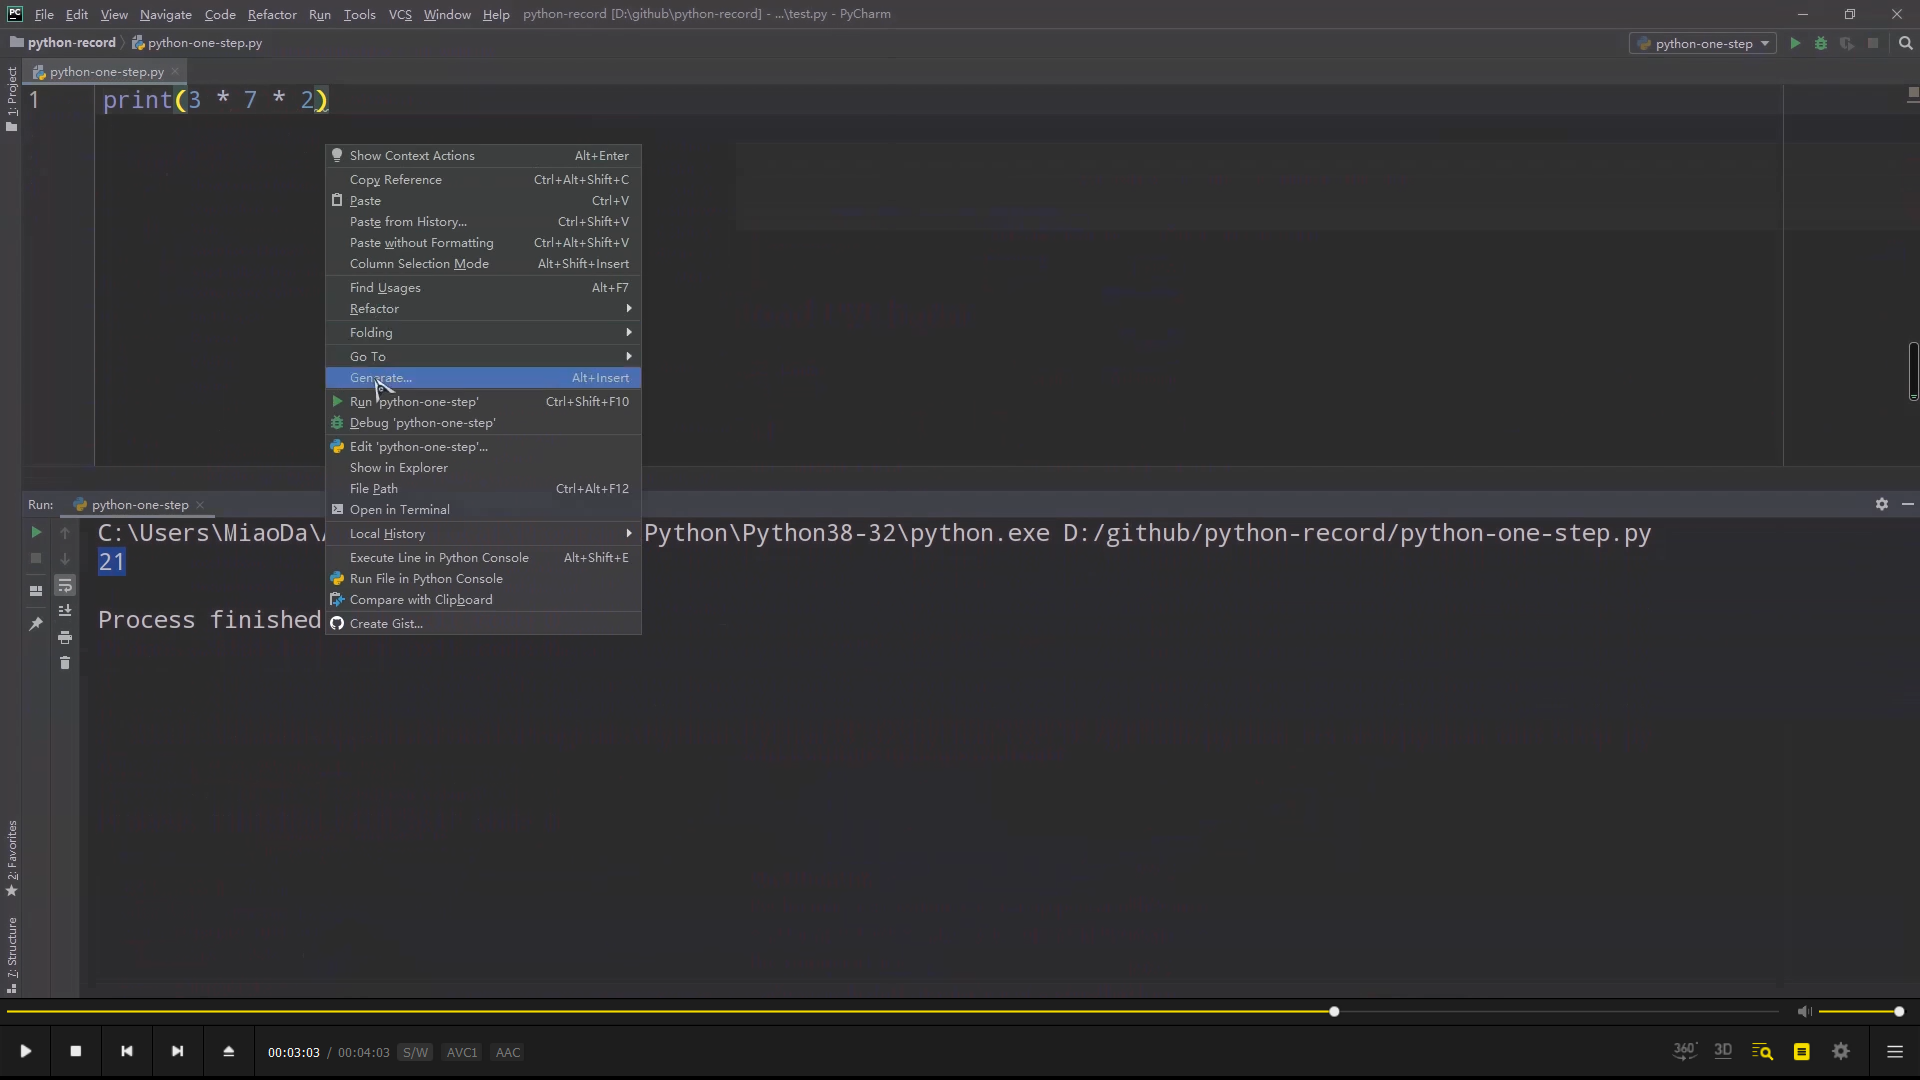 PC File Edit View Navigate Code Refactor Run Tools VCS Window Help python-record [D:\github\python-record] - ...\test.py - PyCharm
python-record python-one-step.py python-one-step
1: Project
python-one-step.py
1 print(3 * 7 * 2)
Show Context Actions Alt+Enter
Copy Reference Ctrl+Alt+Shift+C
Paste Ctrl+V
Paste from History... Ctrl+Shift+V
Paste without Formatting Ctrl+Alt+Shift+V
Column Selection Mode Alt+Shift+Insert
Find Usages Alt+F7
Refactor
Folding
Go To
Generate... Alt+Insert
Run 'python-one-step' Ctrl+Shift+F10
Debug 'python-one-step'
Edit 'python-one-step'...
Show in Explorer
File Path Ctrl+Alt+F12
Open in Terminal
Local History
Execute Line in Python Console Alt+Shift+E
Run File in Python Console
Compare with Clipboard
Create Gist...
Run: python-one-step
C:\Users\MiaoDa\ Python\Python38-32\python.exe D:/github/python-record/python-one-step.py
21
Process finished
2: Favorites
7: Structure
00:03:03 / 00:04:03 S/W AVC1 AAC 360° 3D